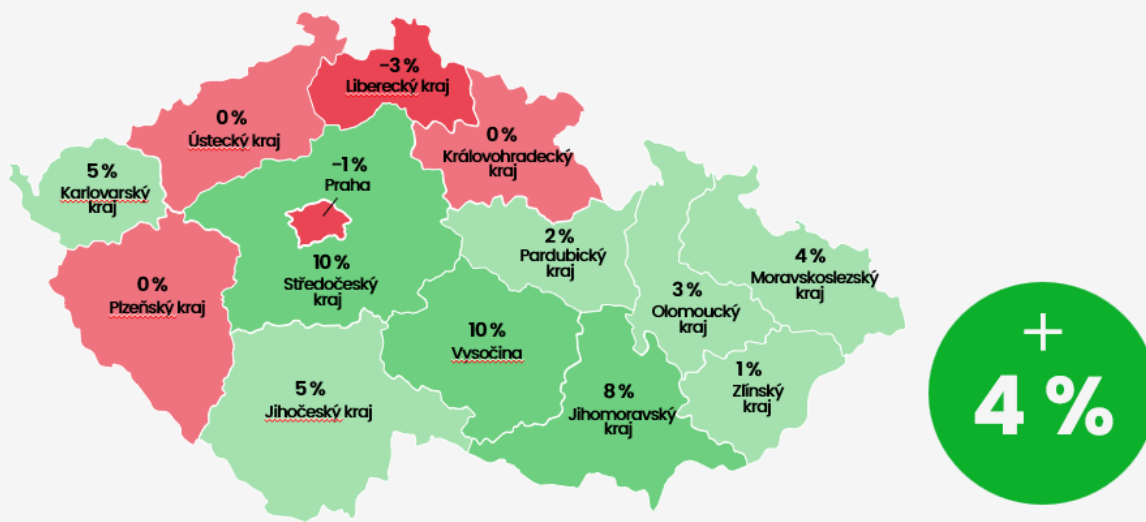 -3 %
Liberecký kraj
0 %
Ústecký kraj
0 %
Královohradecký
kraj
5 %
Karlovarský
kraj
-1 %
Praha
10 %
Středočeský
kraj
2 %
Pardubický
kraj
4 %
Moravskoslezský
kraj
0 %
Plzeňský kraj
3 %
Olomoucký
kraj
10 %
Vysočina
1 %
Zlínský
kraj
5 %
Jihočeský kraj
8 %
Jihomoravský
kraj
+
4 %